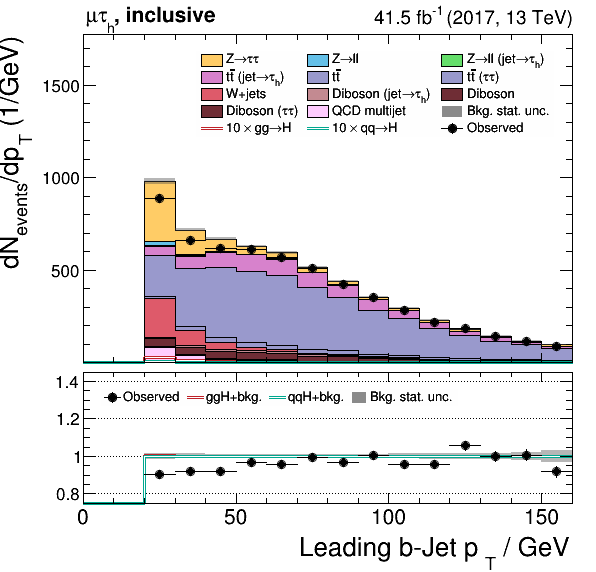 μτh, inclusive 41.5 fb⁻¹ (2017, 13 TeV)
dNevents/dpT (1/GeV)
1500
1000
500
Z→ττ Z→ll Z→ll (jet→τh)
tt̄ (jet→τh) tt̄ tt̄ (ττ)
W+jets Diboson (jet→τh) Diboson
Diboson (ττ) QCD multijet Bkg. stat. unc.
10 × gg→H 10 × qq→H Observed
1.4
1.2
1
0.8
Observed ggH+bkg. qqH+bkg. Bkg. stat. unc.
0 50 100 150
Leading b-Jet pT / GeV